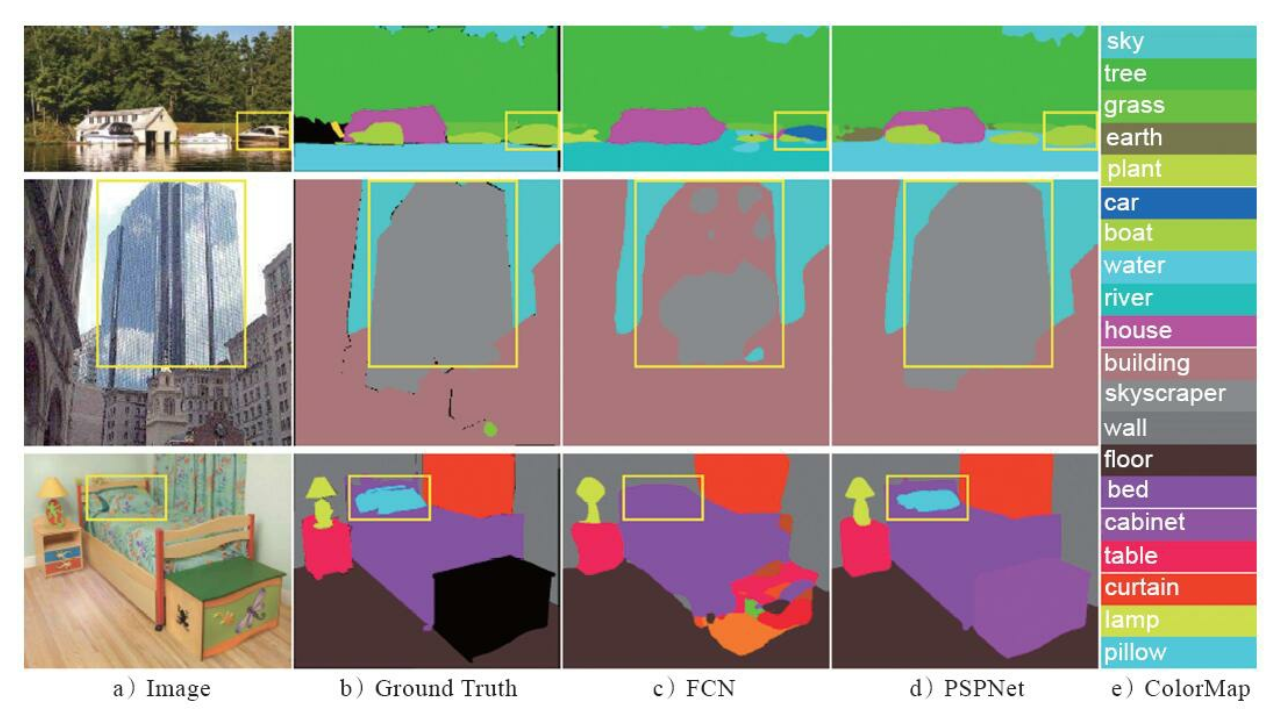 sky
tree
grass
earth
plant
car
boat
water
river
house
building
skyscraper
wall
floor
bed
cabinet
table
curtain
lamp
pillow
a）Image
b）Ground Truth
c）FCN
d）PSPNet
e）ColorMap